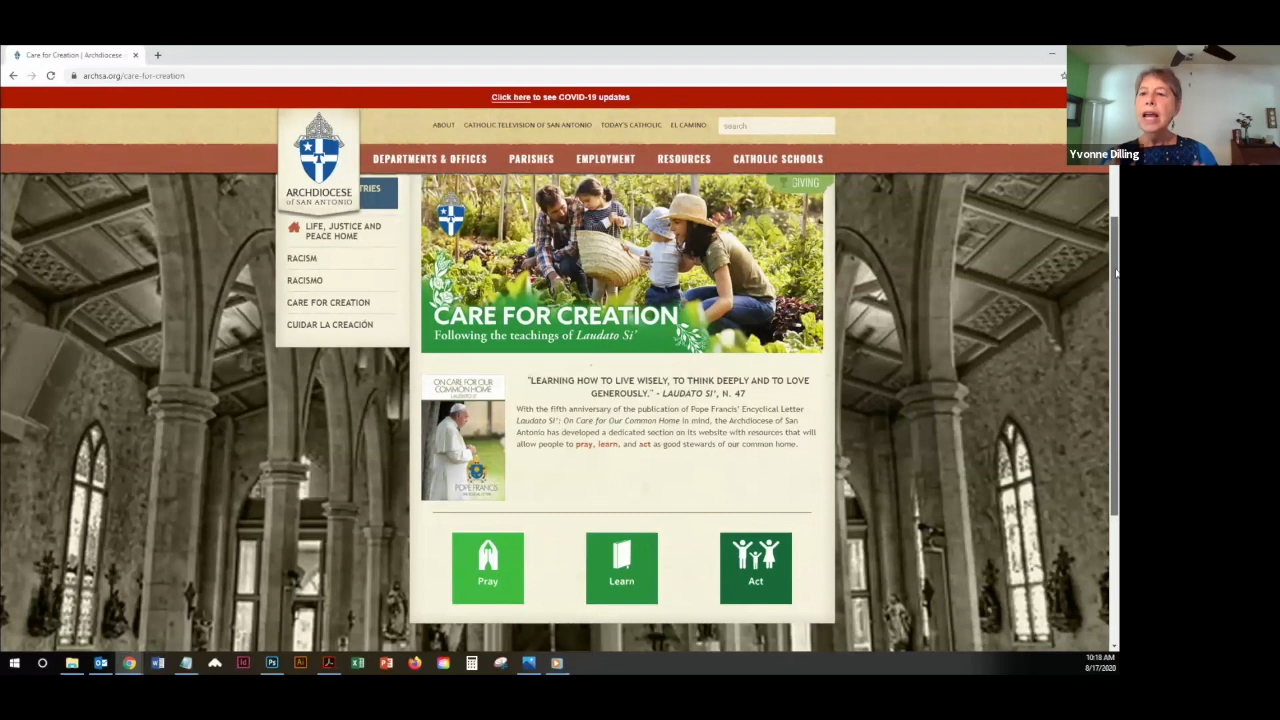 Care for Creation | Archdiocese
archsa.org/care-for-creation
Click here to see COVID-19 updates
ABOUT CATHOLIC TELEVISION OF SAN ANTONIO TODAY'S CATHOLIC EL CAMINO
search
DEPARTMENTS & OFFICES PARISHES EMPLOYMENT RESOURCES CATHOLIC SCHOOLS
ARCHDIOCESE
of SAN ANTONIO
Yvonne Dilling
TRIES
GIVING
LIFE, JUSTICE AND
PEACE HOME
RACISM
RACISMO
CARE FOR CREATION
CUIDAR LA CREACIÓN
CARE FOR CREATION
Following the teachings of Laudato Si'
ON CARE FOR OUR
COMMON HOME
LAUDATO SI'
POPE FRANCIS
"LEARNING HOW TO LIVE WISELY, TO THINK DEEPLY AND TO LOVE
GENEROUSLY." - LAUDATO SI', N. 47
With the fifth anniversary of the publication of Pope Francis' Encyclical Letter
Laudato Si': On Care for Our Common Home in mind, the Archdiocese of San
Antonio has developed a dedicated section on its website with resources that will
allow people to pray, learn, and act as good stewards of our common home.
Pray
Learn
Act
10:18 AM
8/17/2020